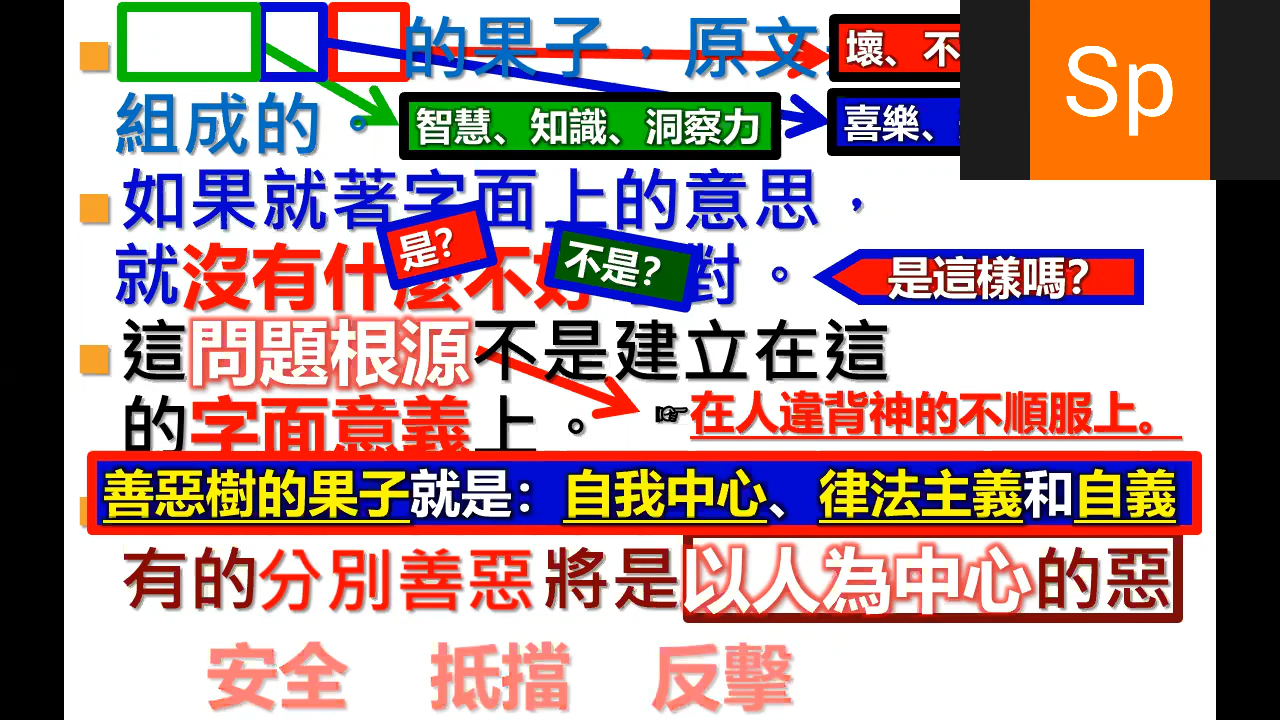 的果子，原文
壞、不
Sp
組成的。
智慧、知識、洞察力
喜樂、
如果就著字面上的意思，
就沒有什麼不好 對。
是?
不是?
是這樣嗎?
這問題根源不是建立在這
的字面意義上。
☞在人違背神的不順服上。
善惡樹的果子就是：自我中心、律法主義和自義
有的分別善惡將是以人為中心的惡
安全 抵擋 反擊